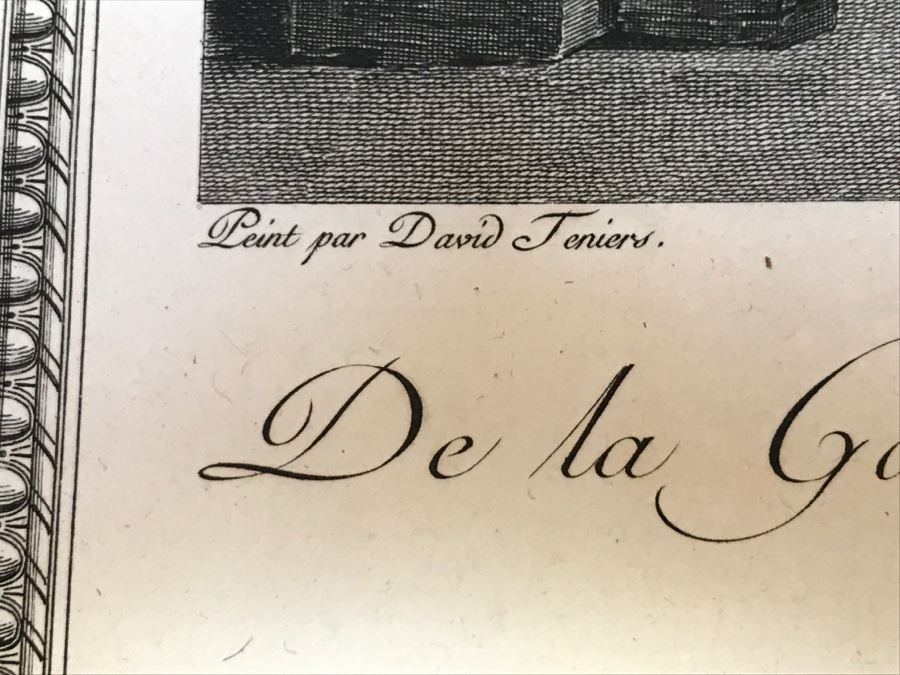 Peint par David Teniers.
De la